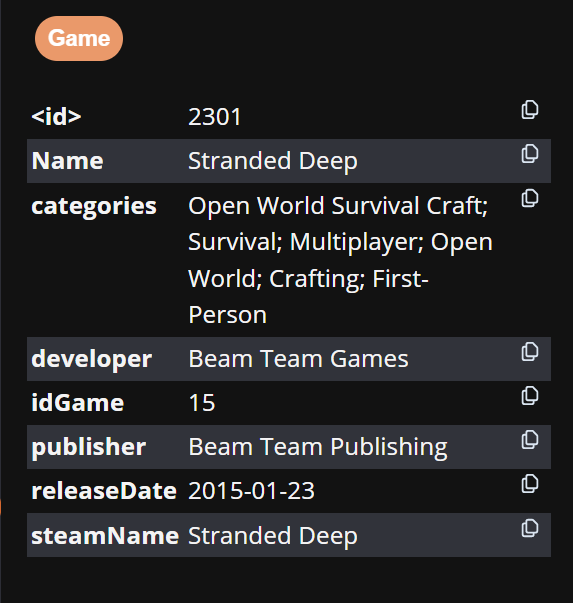 Game
<id> 2301
Name Stranded Deep
categories Open World Survival Craft;
Survival; Multiplayer; Open
World; Crafting; First-
Person
developer Beam Team Games
idGame 15
publisher Beam Team Publishing
releaseDate 2015-01-23
steamName Stranded Deep